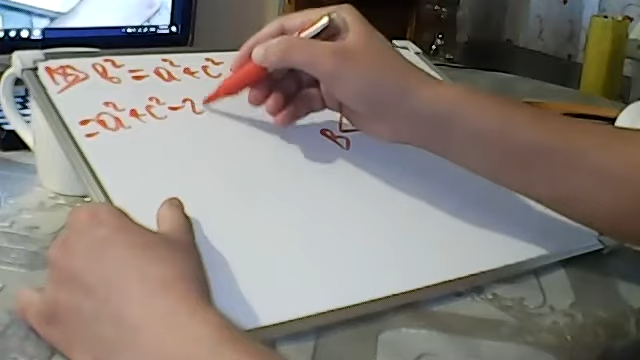 b² = a² + c²
= a² + c² - 2
B